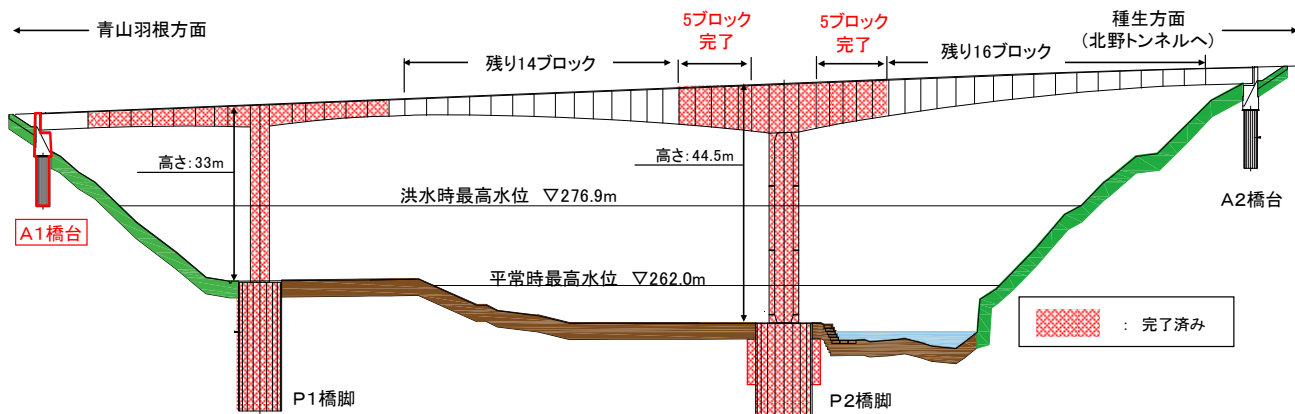 青山羽根方面
5ブロック
完了
5ブロック
完了
種生方面
(北野トンネルへ)
残り14ブロック
残り16ブロック
高さ:33m
高さ:44.5m
洪水時最高水位 ▽276.9m
A1橋台
A2橋台
平常時最高水位 ▽262.0m
: 完了済み
P1橋脚
P2橋脚